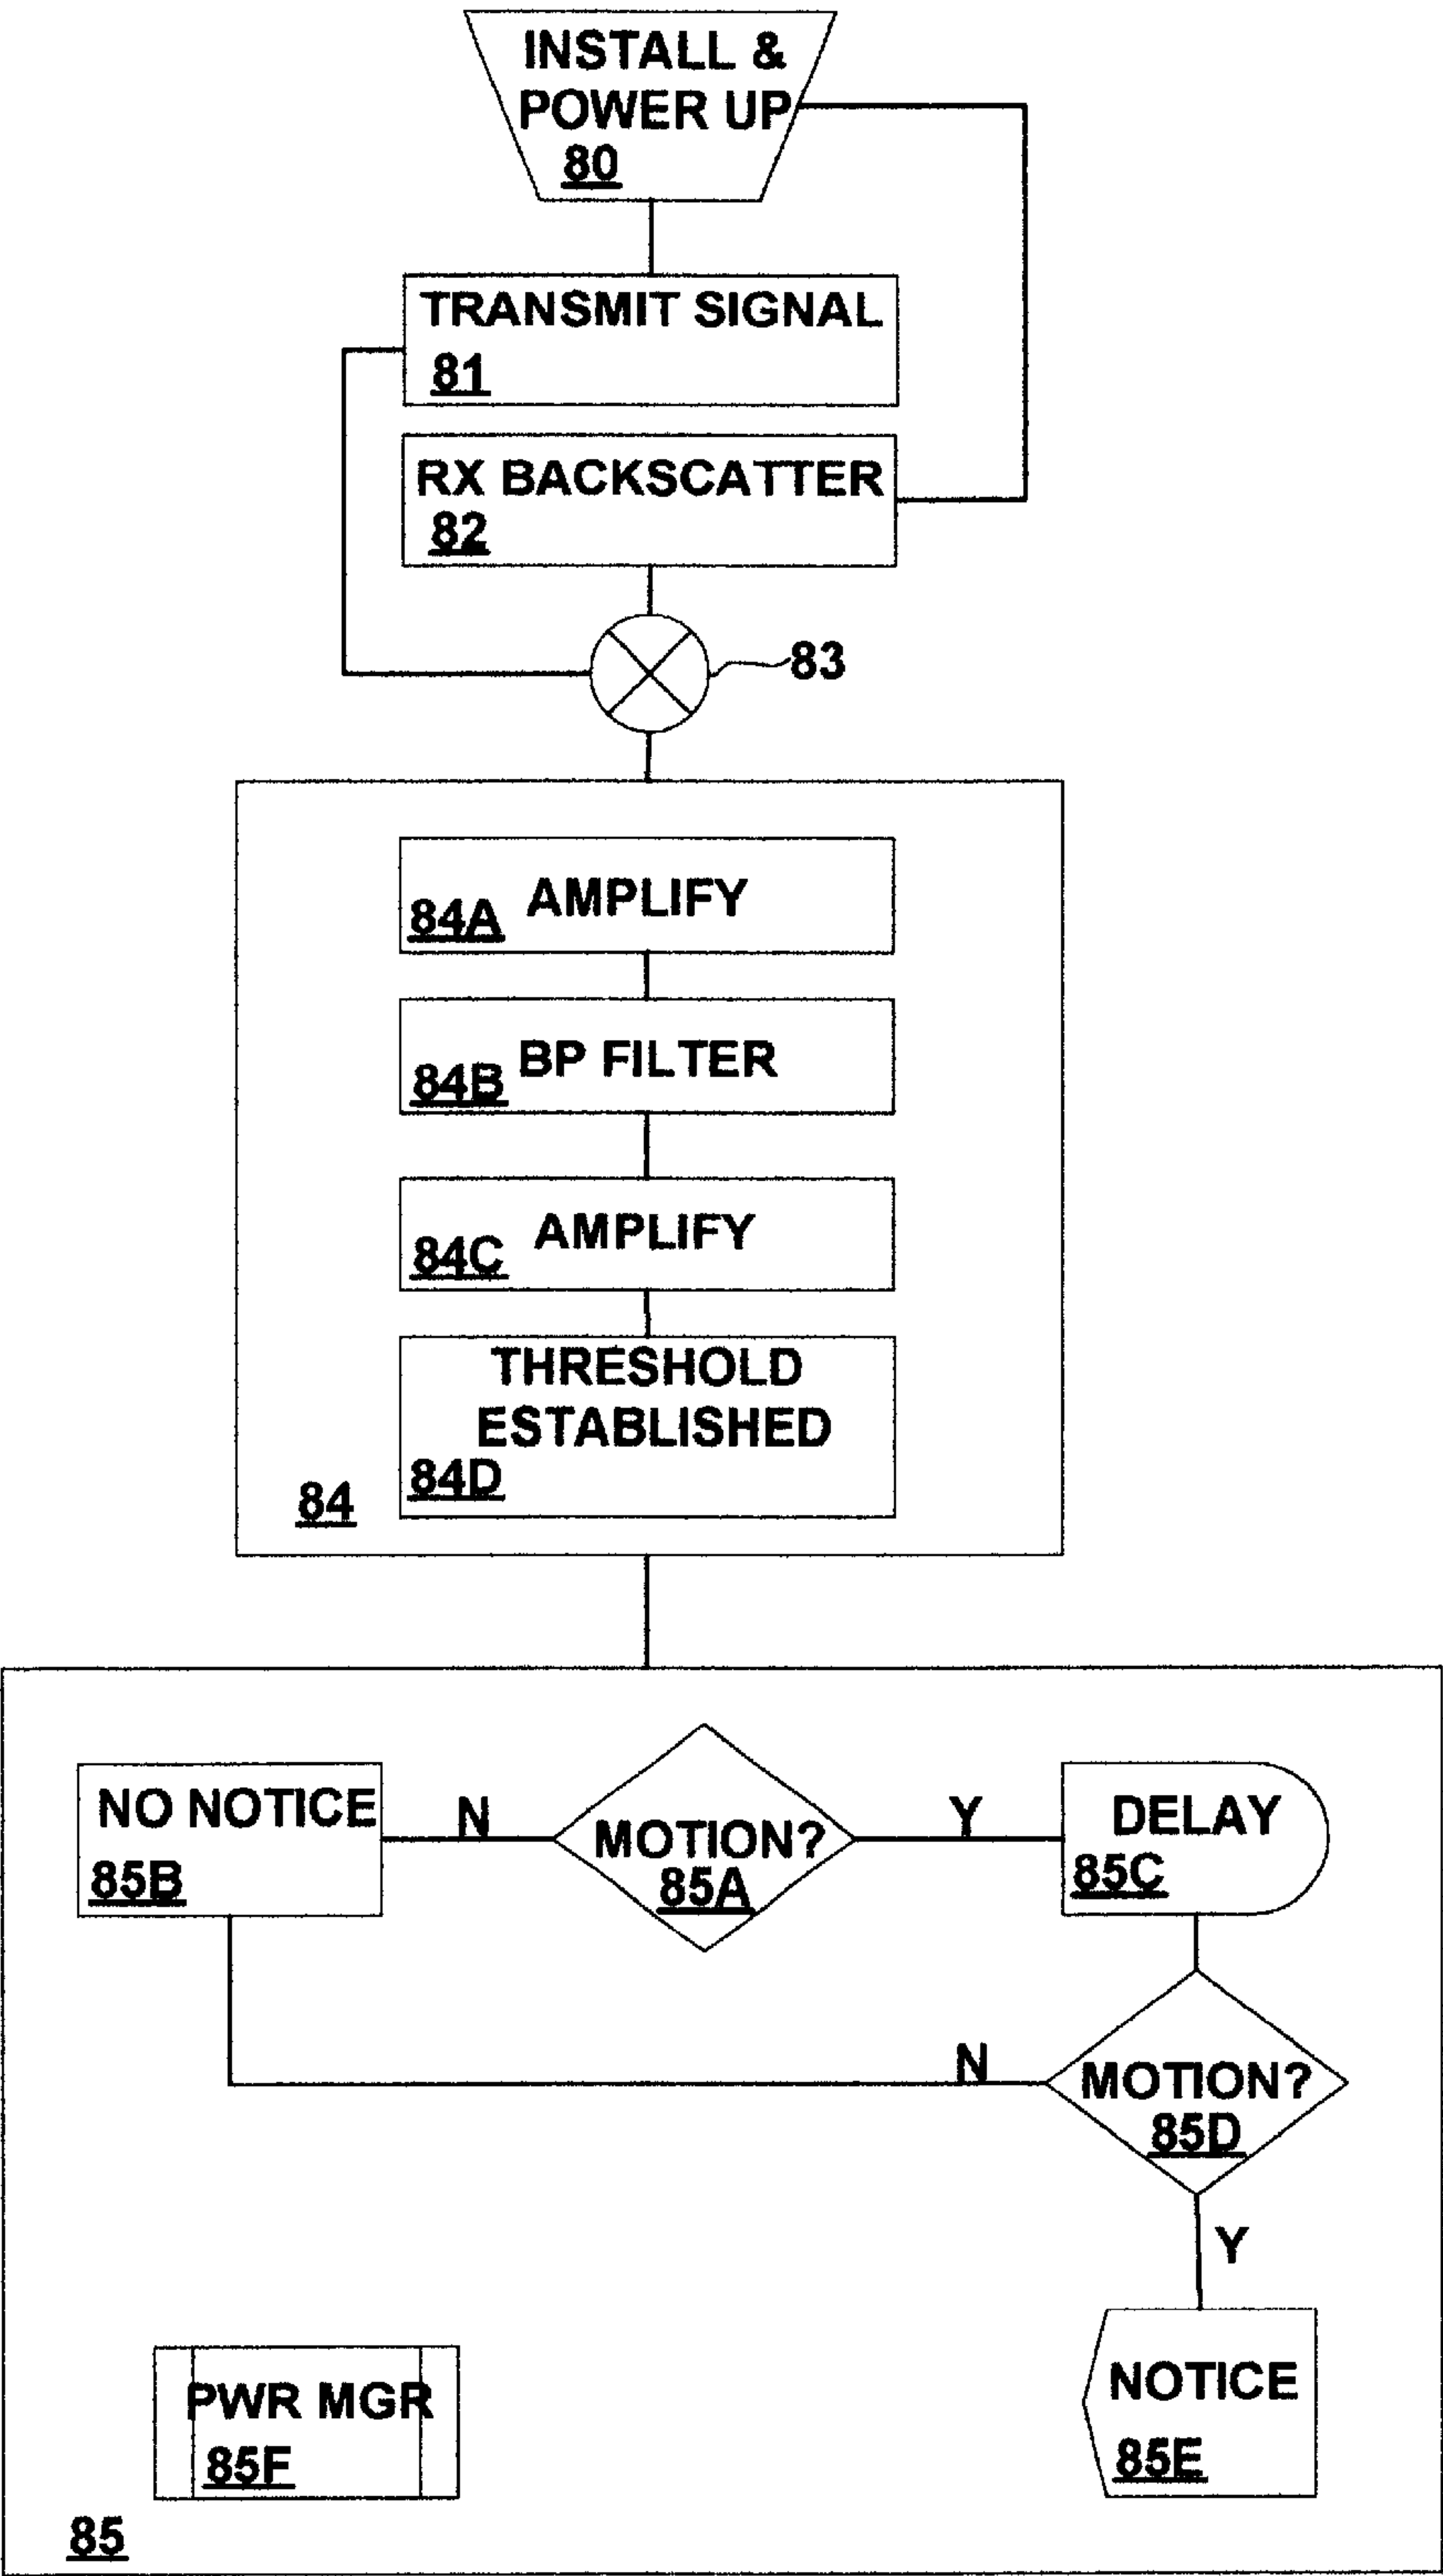 INSTALL &
POWER UP
80
TRANSMIT SIGNAL
81
RX BACKSCATTER
82
83
AMPLIFY
84A
BP FILTER
84B
AMPLIFY
84C
THRESHOLD
ESTABLISHED
84D
84
NO NOTICE
85B
N
MOTION?
85A
Y
DELAY
85C
N
MOTION?
85D
Y
NOTICE
85E
PWR MGR
85F
85